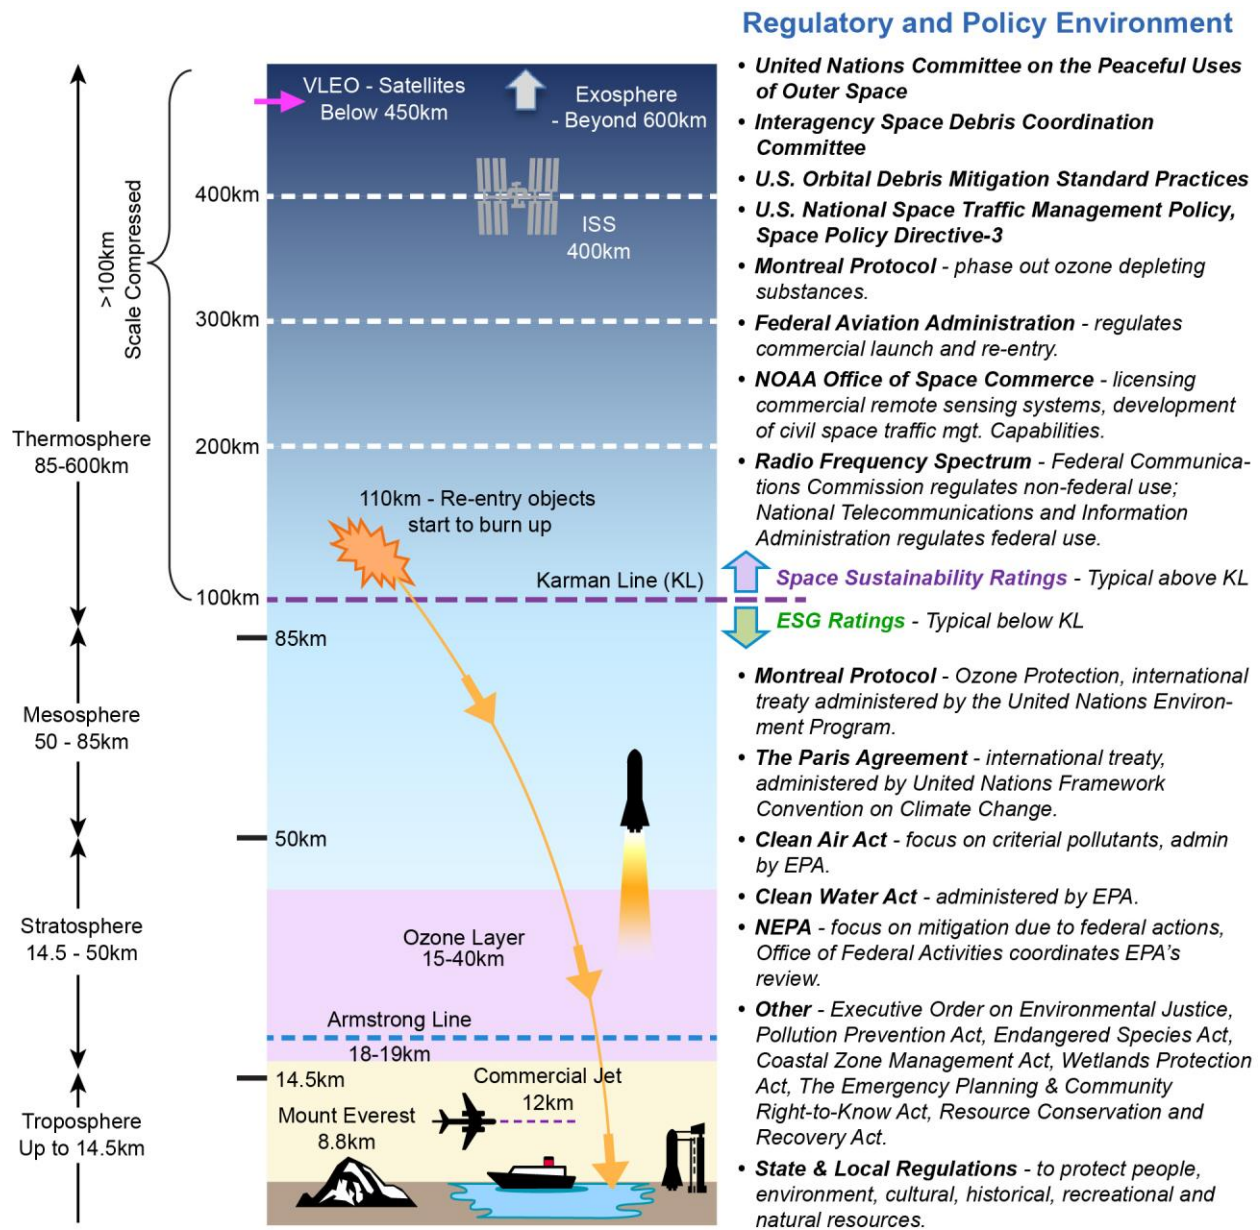 Regulatory and Policy Environment
• United Nations Committee on the Peaceful Uses
of Outer Space
• Interagency Space Debris Coordination
Committee
• U.S. Orbital Debris Mitigation Standard Practices
• U.S. National Space Traffic Management Policy,
Space Policy Directive-3
• Montreal Protocol - phase out ozone depleting
substances.
• Federal Aviation Administration - regulates
commercial launch and re-entry.
• NOAA Office of Space Commerce - licensing
commercial remote sensing systems, development
of civil space traffic mgt. Capabilities.
• Radio Frequency Spectrum - Federal Communica-
tions Commission regulates non-federal use;
National Telecommunications and Information
Administration regulates federal use.
Space Sustainability Ratings - Typical above KL
ESG Ratings - Typical below KL
• Montreal Protocol - Ozone Protection, international
treaty administered by the United Nations Environ-
ment Program.
• The Paris Agreement - international treaty,
administered by United Nations Framework
Convention on Climate Change.
• Clean Air Act - focus on criterial pollutants, admin
by EPA.
• Clean Water Act - administered by EPA.
• NEPA - focus on mitigation due to federal actions,
Office of Federal Activities coordinates EPA's
review.
• Other - Executive Order on Environmental Justice,
Pollution Prevention Act, Endangered Species Act,
Coastal Zone Management Act, Wetlands Protection
Act, The Emergency Planning & Community
Right-to-Know Act, Resource Conservation and
Recovery Act.
• State & Local Regulations - to protect people,
environment, cultural, historical, recreational and
natural resources.
VLEO - Satellites
Below 450km
Exosphere
- Beyond 600km
400km
ISS
400km
>100km
Scale Compressed
300km
Thermosphere
85-600km
200km
110km - Re-entry objects
start to burn up
Karman Line (KL)
100km
85km
Mesosphere
50 - 85km
50km
Stratosphere
14.5 - 50km
Ozone Layer
15-40km
Armstrong Line
18-19km
14.5km
Commercial Jet
12km
Troposphere
Up to 14.5km
Mount Everest
8.8km